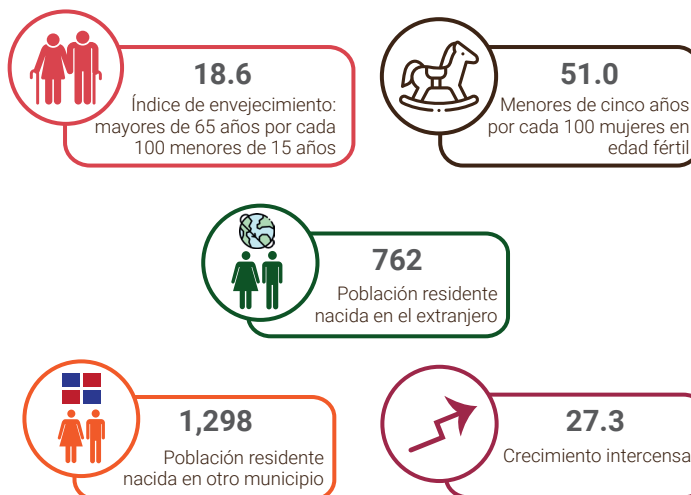 18.6
Índice de envejecimiento:
mayores de 65 años por cada
100 menores de 15 años
51.0
Menores de cinco años
por cada 100 mujeres en
edad fértil
762
Población residente
nacida en el extranjero
1,298
Población residente
nacida en otro municipio
27.3
Crecimiento intercensa